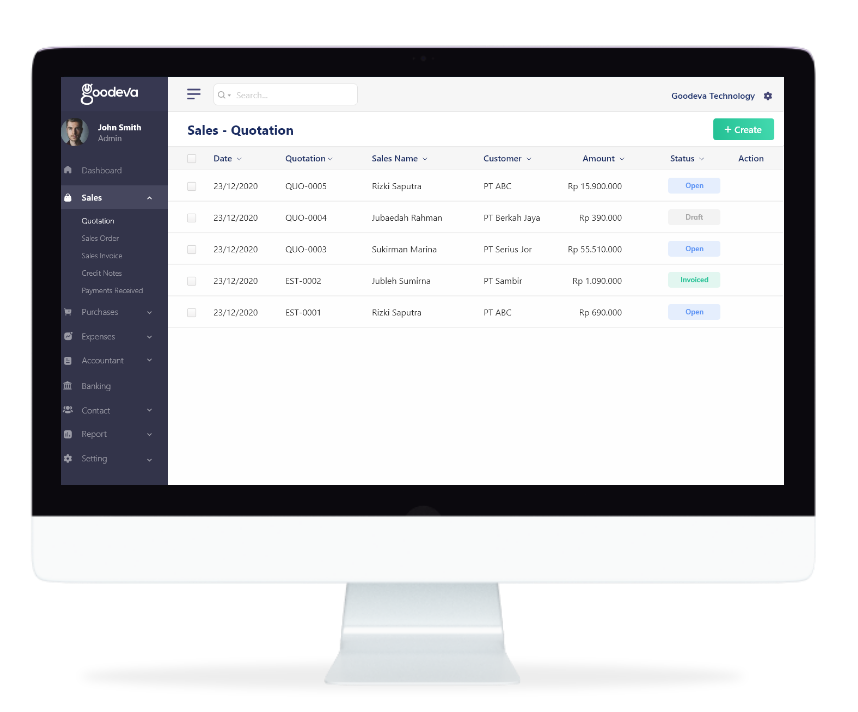 goodeva
Search...
Goodeva Technology
John Smith
Admin
Sales - Quotation
+ Create
Dashboard
Sales
Quotation
Sales Order
Sales Invoice
Credit Notes
Payments Received
Purchases
Expenses
Accountant
Banking
Contact
Report
Setting
Date Quotation Sales Name Customer Amount Status Action
23/12/2020 QUO-0005 Rizki Saputra PT ABC Rp 15.900.000 Open
23/12/2020 QUO-0004 Jubaedah Rahman PT Berkah Jaya Rp 390.000 Draft
23/12/2020 QUO-0003 Sukirman Marina PT Serius Jor Rp 55.510.000 Open
23/12/2020 EST-0002 Jubleh Sumirna PT Sambir Rp 1.090.000 Invoiced
23/12/2020 EST-0001 Rizki Saputra PT ABC Rp 690.000 Open